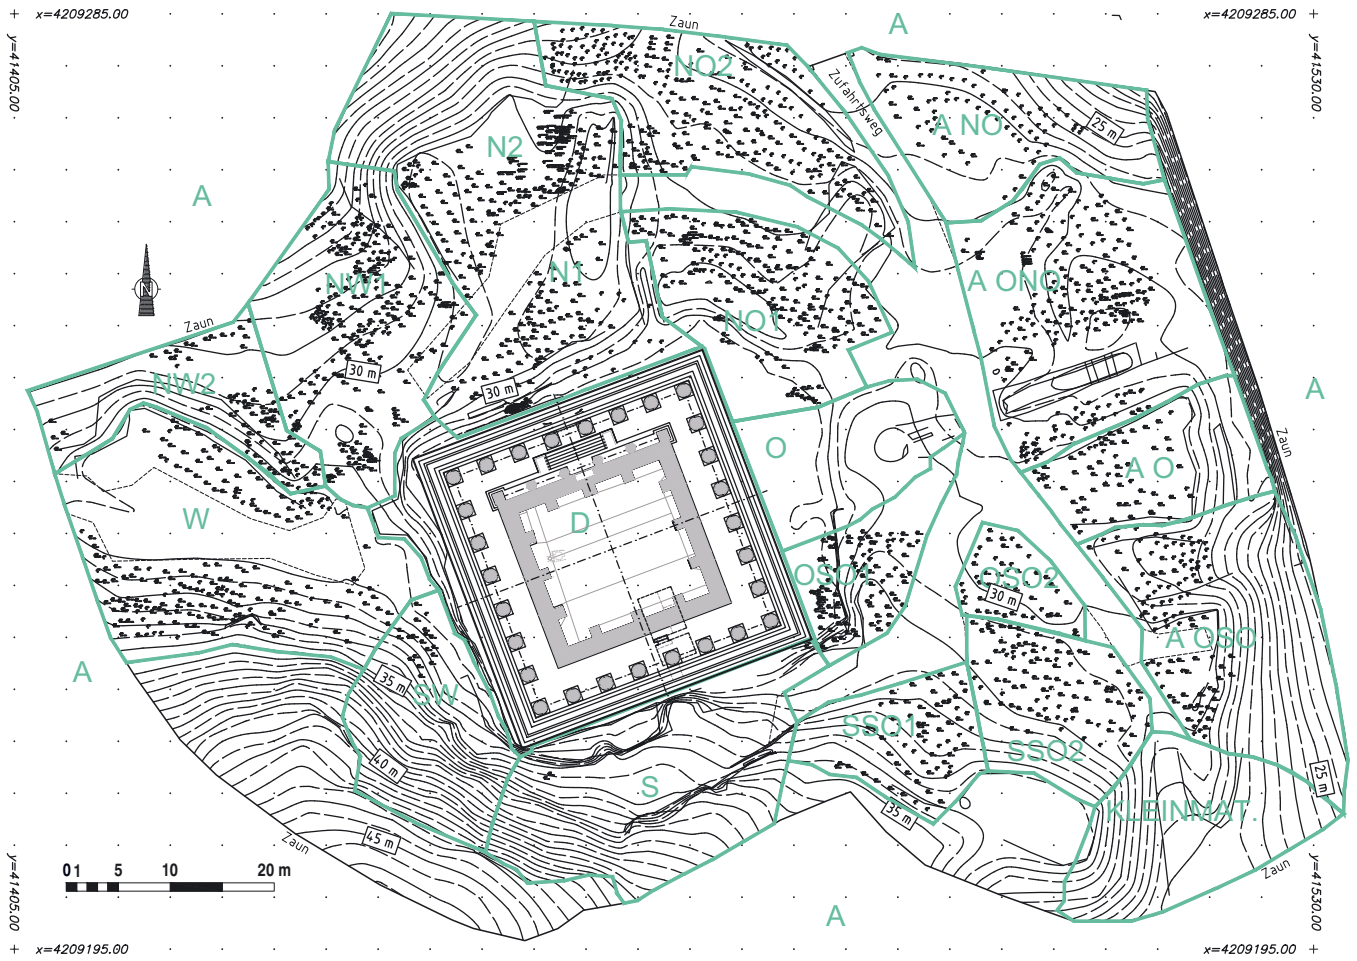 x=4209285.00
x=4209285.00
y=41405.00
y=41530.00
A
Zaun
NO2
Zufahrtsweg
A NO
25 m
N2
A
N1
A ONO
NW1
N
NO1
Zaun
30 m
NW2
30 m
A
O
Zaun
A O
W
D
OSO1
OSO2
30 m
A OSO
A
35 m
SW
SSO1
SSO2
40 m
S
25 m
35 m
KLEINMAT.
45 m
Zaun
Zaun
0 1 5 10 20 m
A
y=41405.00
y=41530.00
x=4209195.00
x=4209195.00